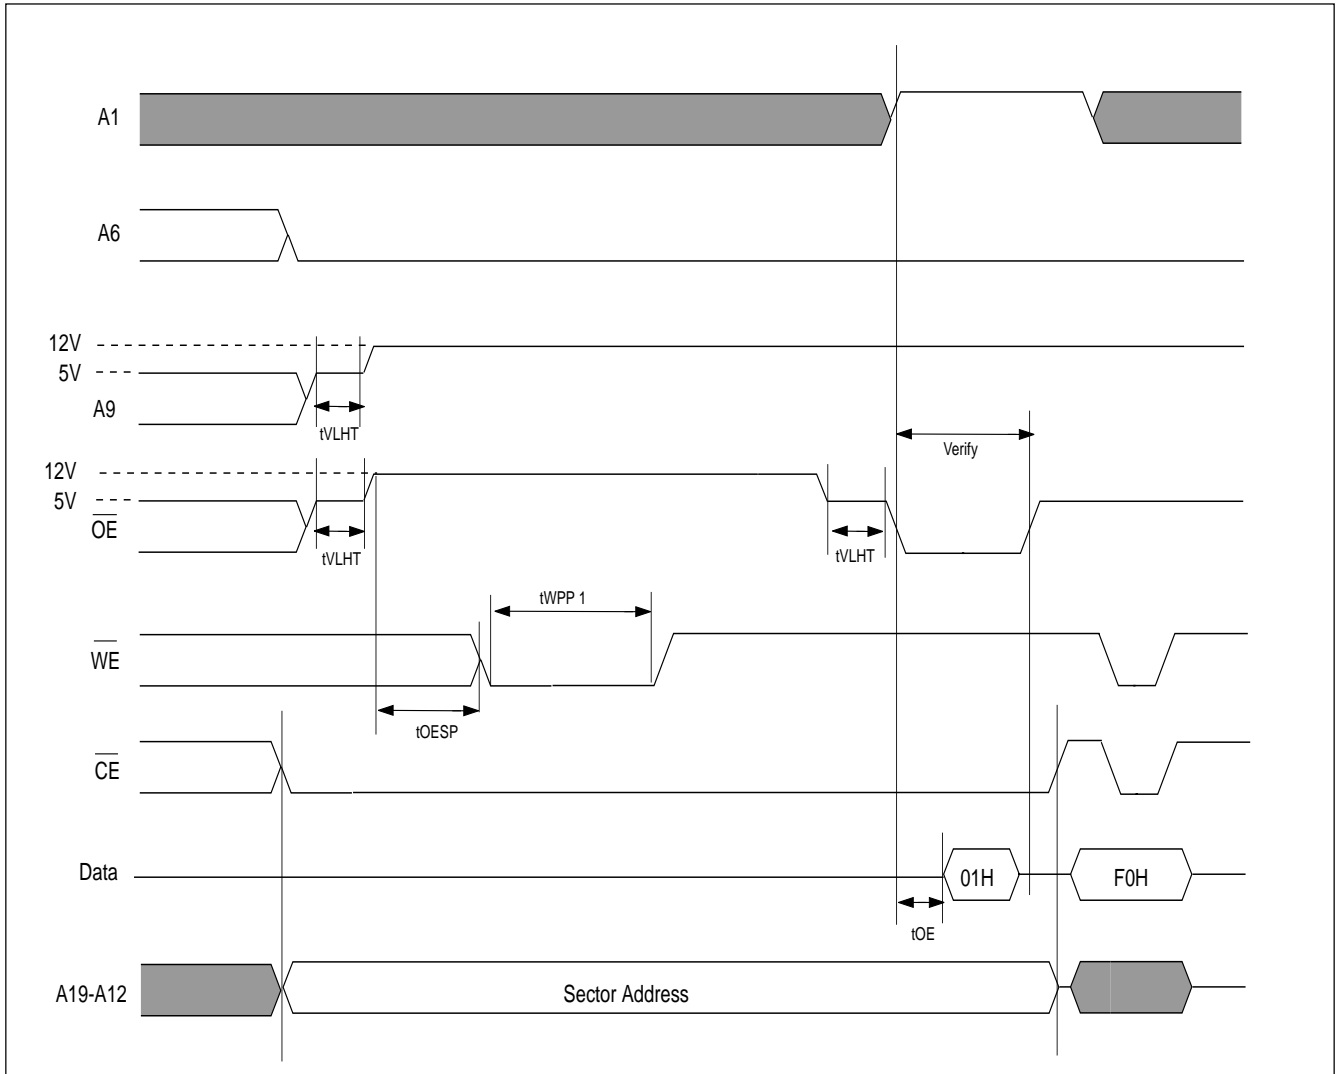 A1
A6
12V
5V
A9
tVLHT
Verify
12V
5V
OE
tVLHT
tVLHT
tWPP 1
WE
tOESP
CE
Data
01H
F0H
tOE
A19-A12
Sector Address